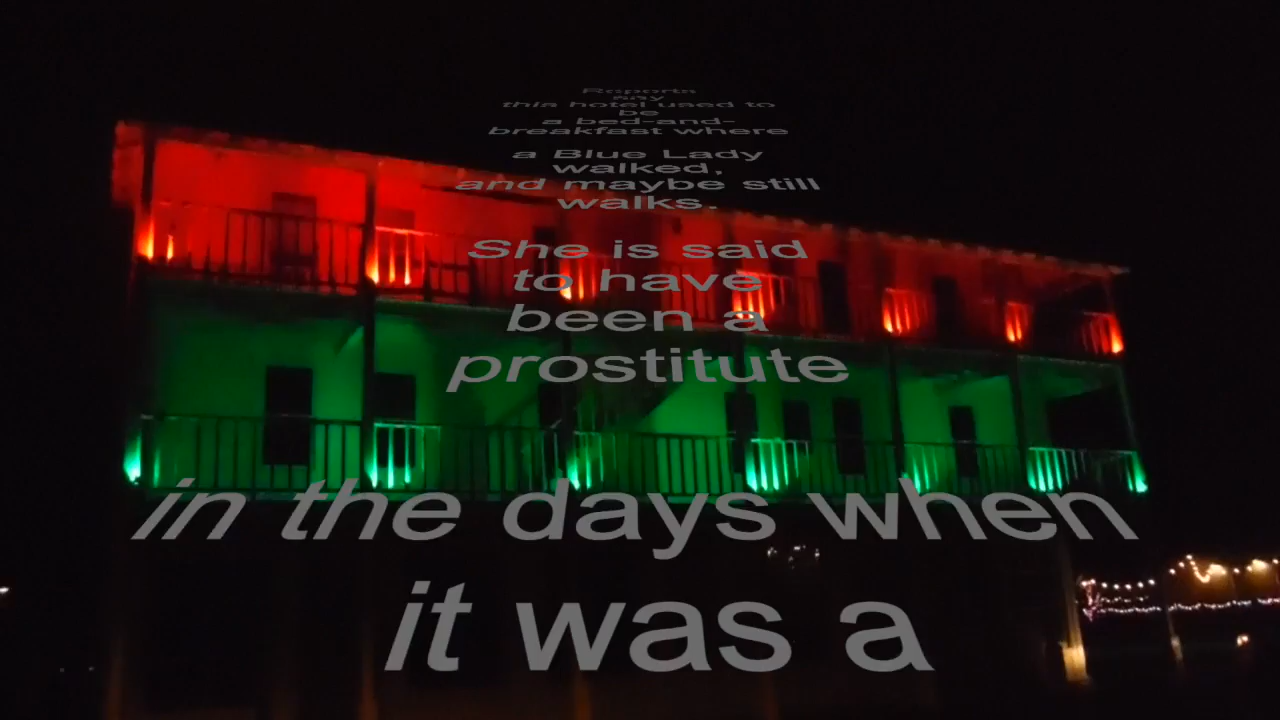 Reports
say
this hotel used to
be
a bed-and-
breakfast where
a Blue Lady
walked,
and maybe still
walks.
She is said
to have
been a
prostitute
in the days when
it was a